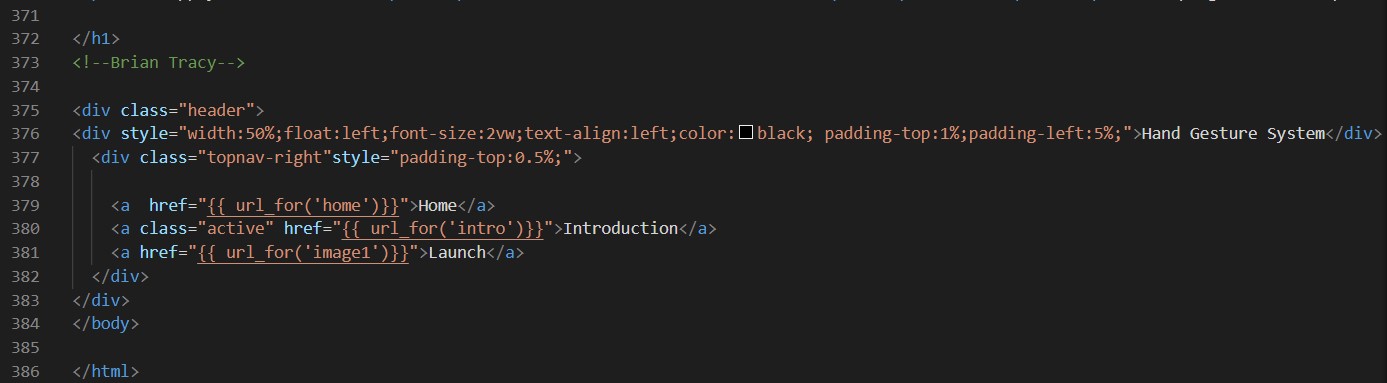 371
372 </h1>
373 <!--Brian Tracy-->
374
375 <div class="header">
376 <div style="width:50%;float:left;font-size:2vw;text-align:left;color:black; padding-top:1%;padding-left:5%;">Hand Gesture System</div>
377   <div class="topnav-right"style="padding-top:0.5%;">
378
379     <a  href="{{ url_for('home')}}">Home</a>
380     <a class="active" href="{{ url_for('intro')}}">Introduction</a>
381     <a href="{{ url_for('image1')}}">Launch</a>
382   </div>
383 </div>
384 </body>
385
386 </html>